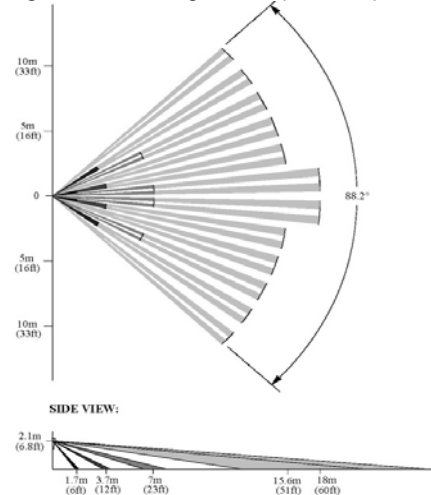 10m
(33ft)
5m
(16ft)
0
88.2°
5m
(16ft)
10m
(33ft)
SIDE VIEW:
2.1m
(6.8ft)
1.7m
(6ft)
3.7m
(12ft)
7m
(23ft)
15.6m
(51ft)
18m
(60ft)